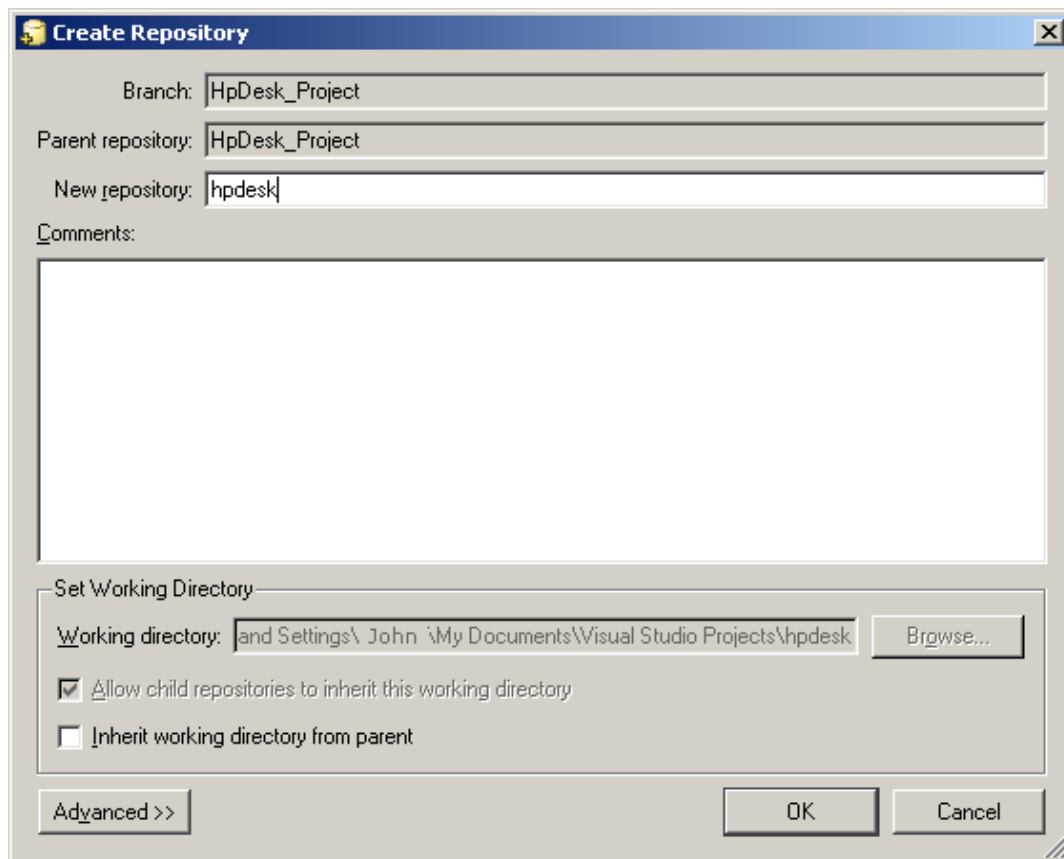 Create Repository
Branch: HpDesk_Project
Parent repository: HpDesk_Project
New repository: hpdesk
Comments:
Set Working Directory
Working directory: and Settings\ John \My Documents\Visual Studio Projects\hpdesk Browse...
Allow child repositories to inherit this working directory
Inherit working directory from parent
Advanced >> OK Cancel